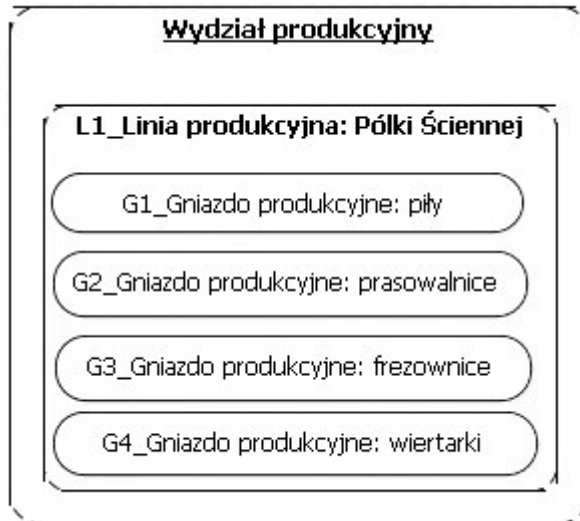 Wydział produkcyjny
L1_Linia produkcyjna: Pólki Ściennej
G1_Gniazdo produkcyjne: piły
G2_Gniazdo produkcyjne: prasowalnice
G3_Gniazdo produkcyjne: frezownice
G4_Gniazdo produkcyjne: wiertarki